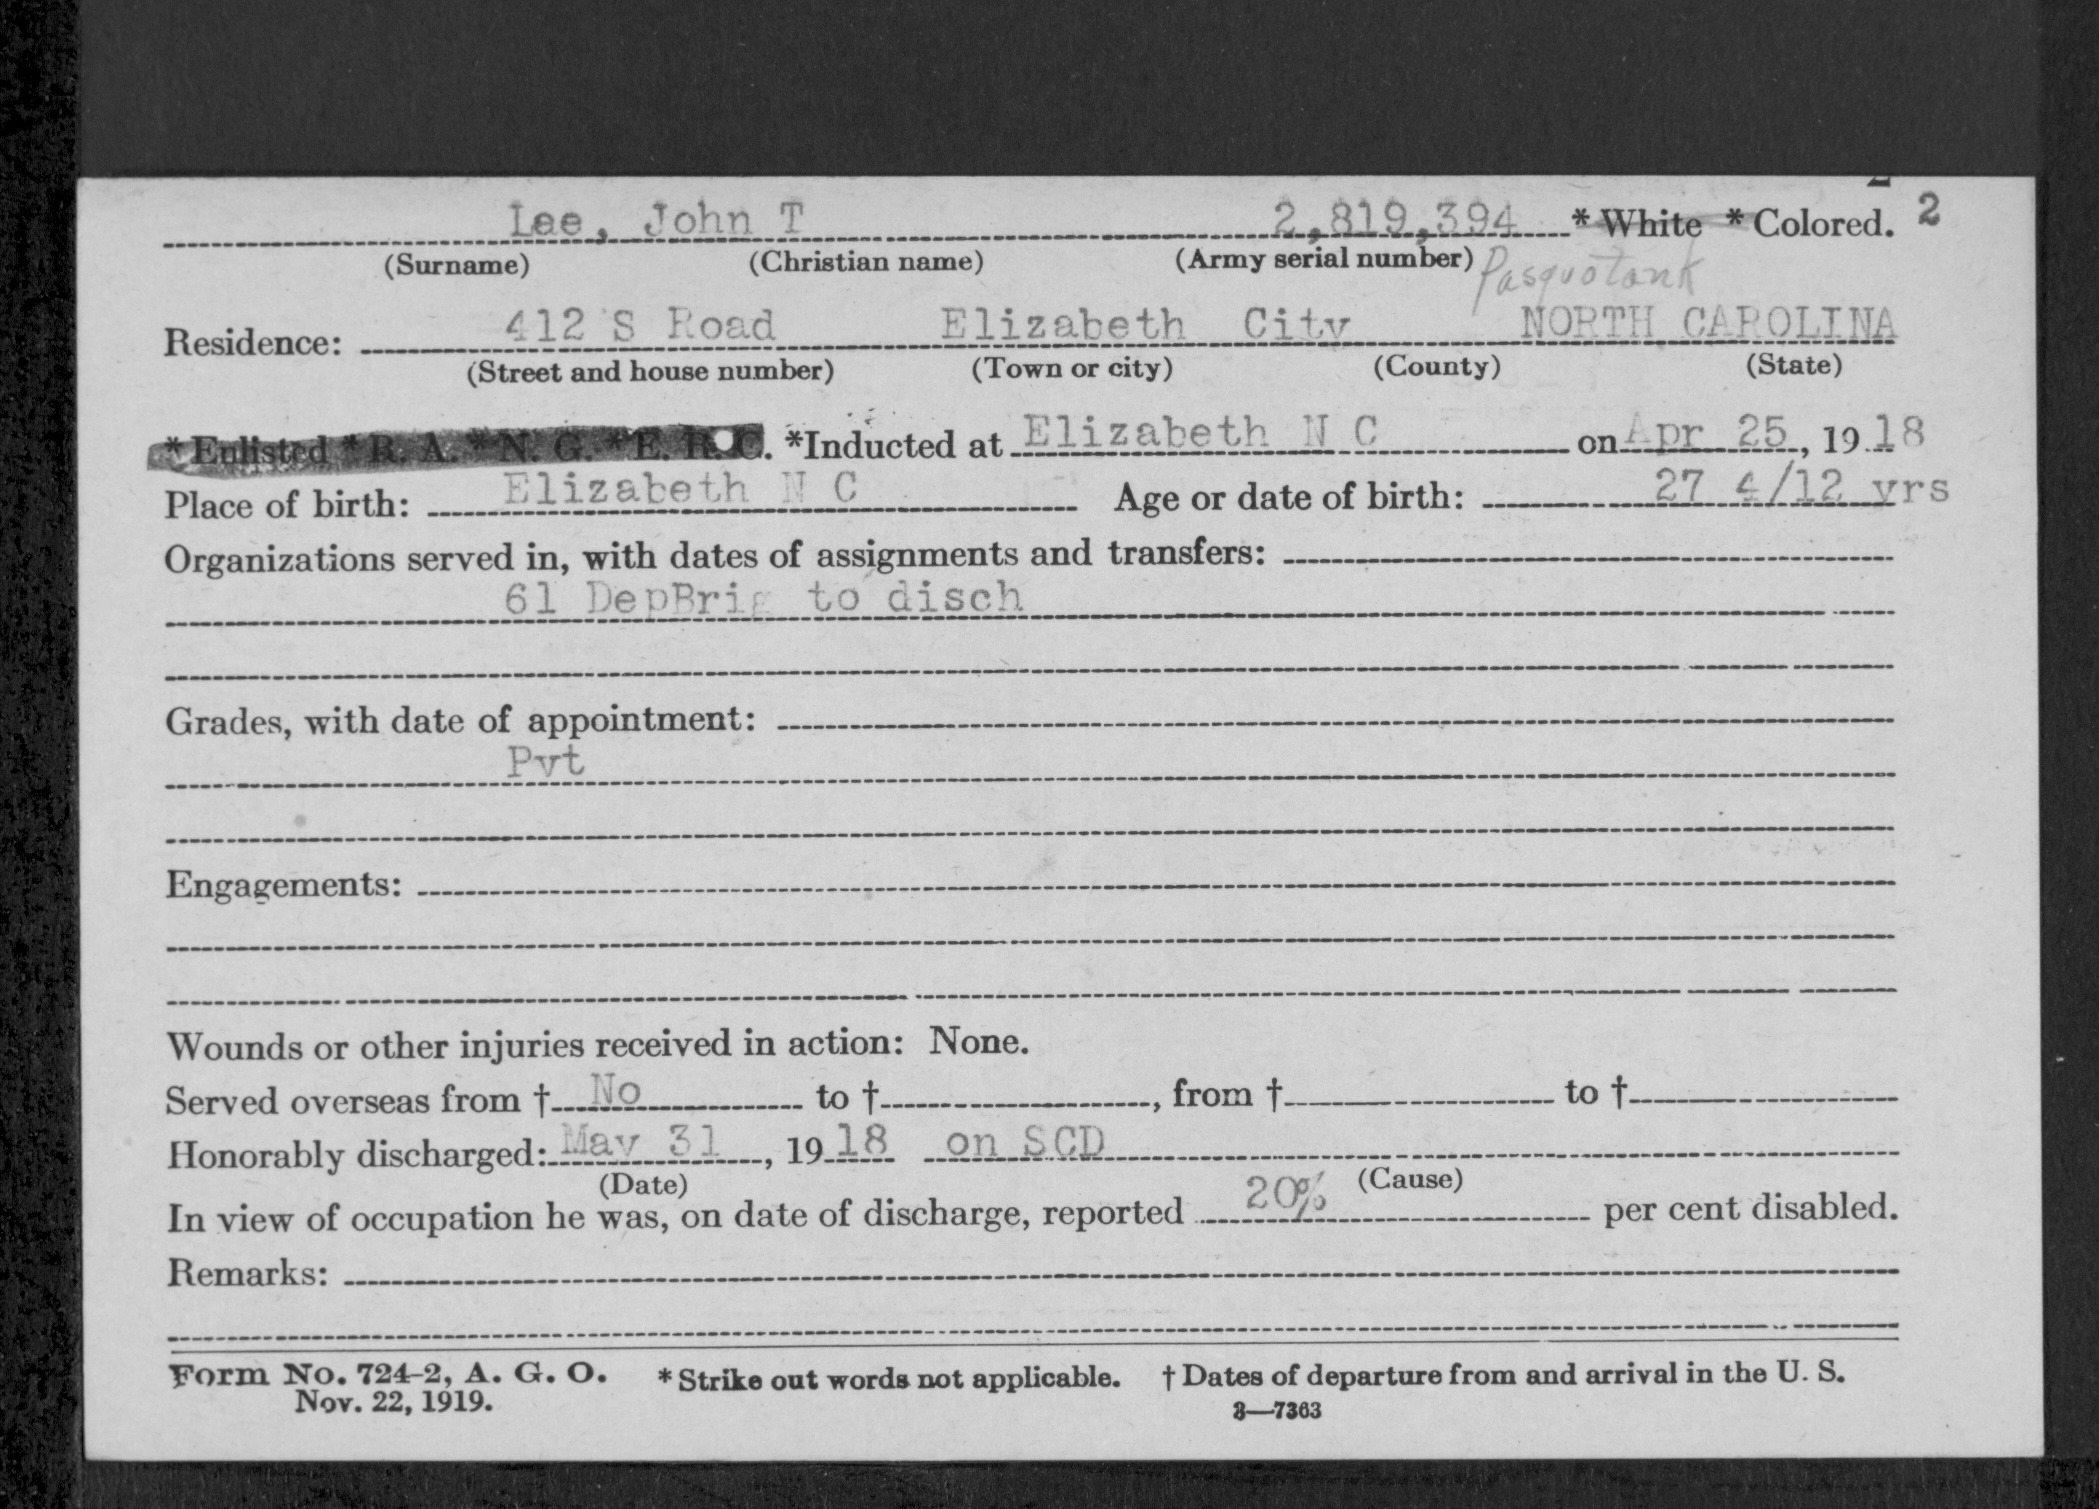 Lee, John T 2,819,394 *White *Colored. 2
(Surname) (Christian name) (Army serial number) Pasquotank
Residence: 412 S Road Elizabeth City NORTH CAROLINA
(Street and house number) (Town or city) (County) (State)
*Enlisted *R. A. *N. G. *E. R. C. *Inducted at Elizabeth N C on Apr 25, 1918
Place of birth: Elizabeth N C Age or date of birth: 27 4/12 yrs
Organizations served in, with dates of assignments and transfers:
61 DepBrig to disch
Grades, with date of appointment:
Pvt
Engagements:
Wounds or other injuries received in action: None.
Served overseas from † No to †, from † to †
Honorably discharged: May 31, 1918 on SCD
(Date) (Cause)
In view of occupation he was, on date of discharge, reported 20% per cent disabled.
Remarks:
Form No. 724-2, A. G. O. *Strike out words not applicable. †Dates of departure from and arrival in the U. S.
Nov. 22, 1919. 3—7363